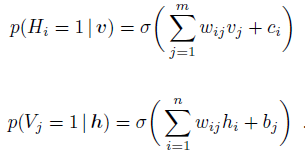 p(H_i = 1 | v) = σ( ∑_{j=1}^{m} w_{ij}v_j + c_i )
p(V_j = 1 | h) = σ( ∑_{i=1}^{n} w_{ij}h_i + b_j ) .